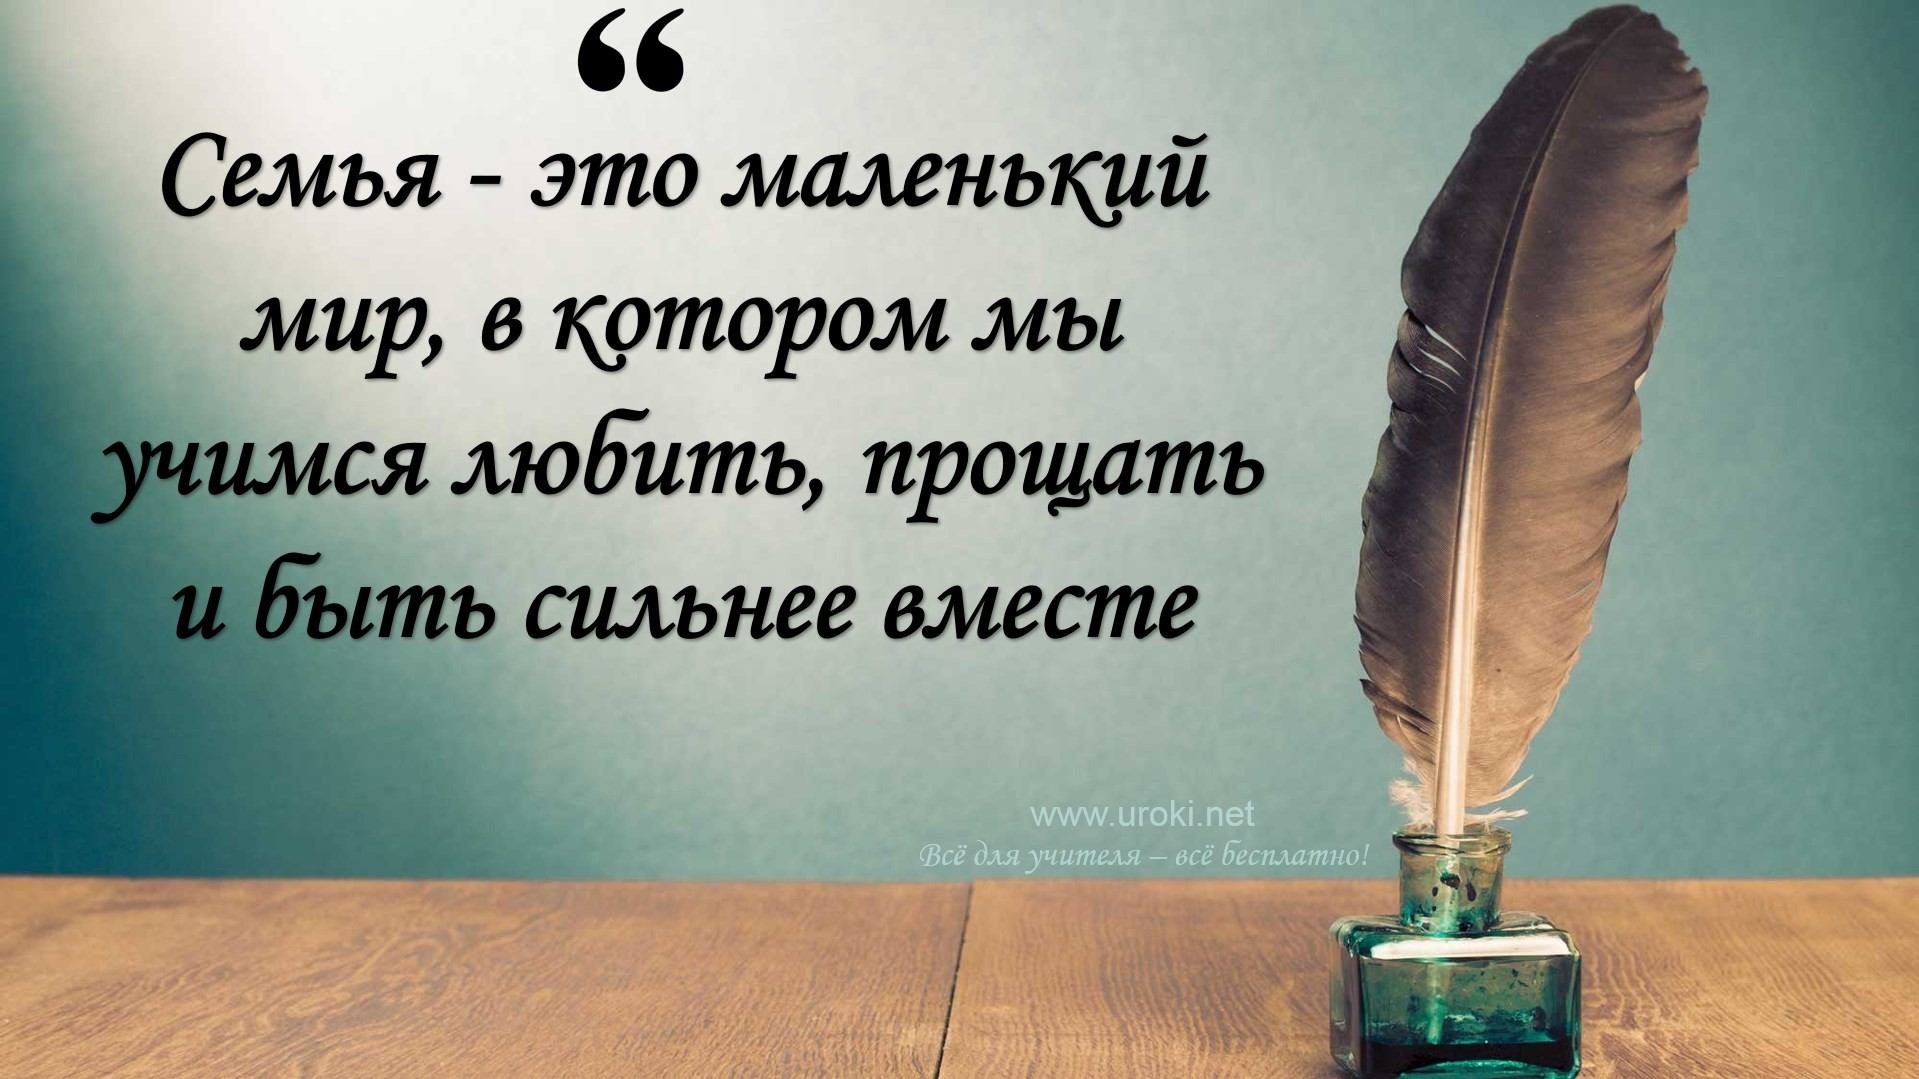 “
Семья - это маленький
мир, в котором мы
учимся любить, прощать
и быть сильнее вместе
www.uroki.net
Всё для учителя – всё бесплатно!